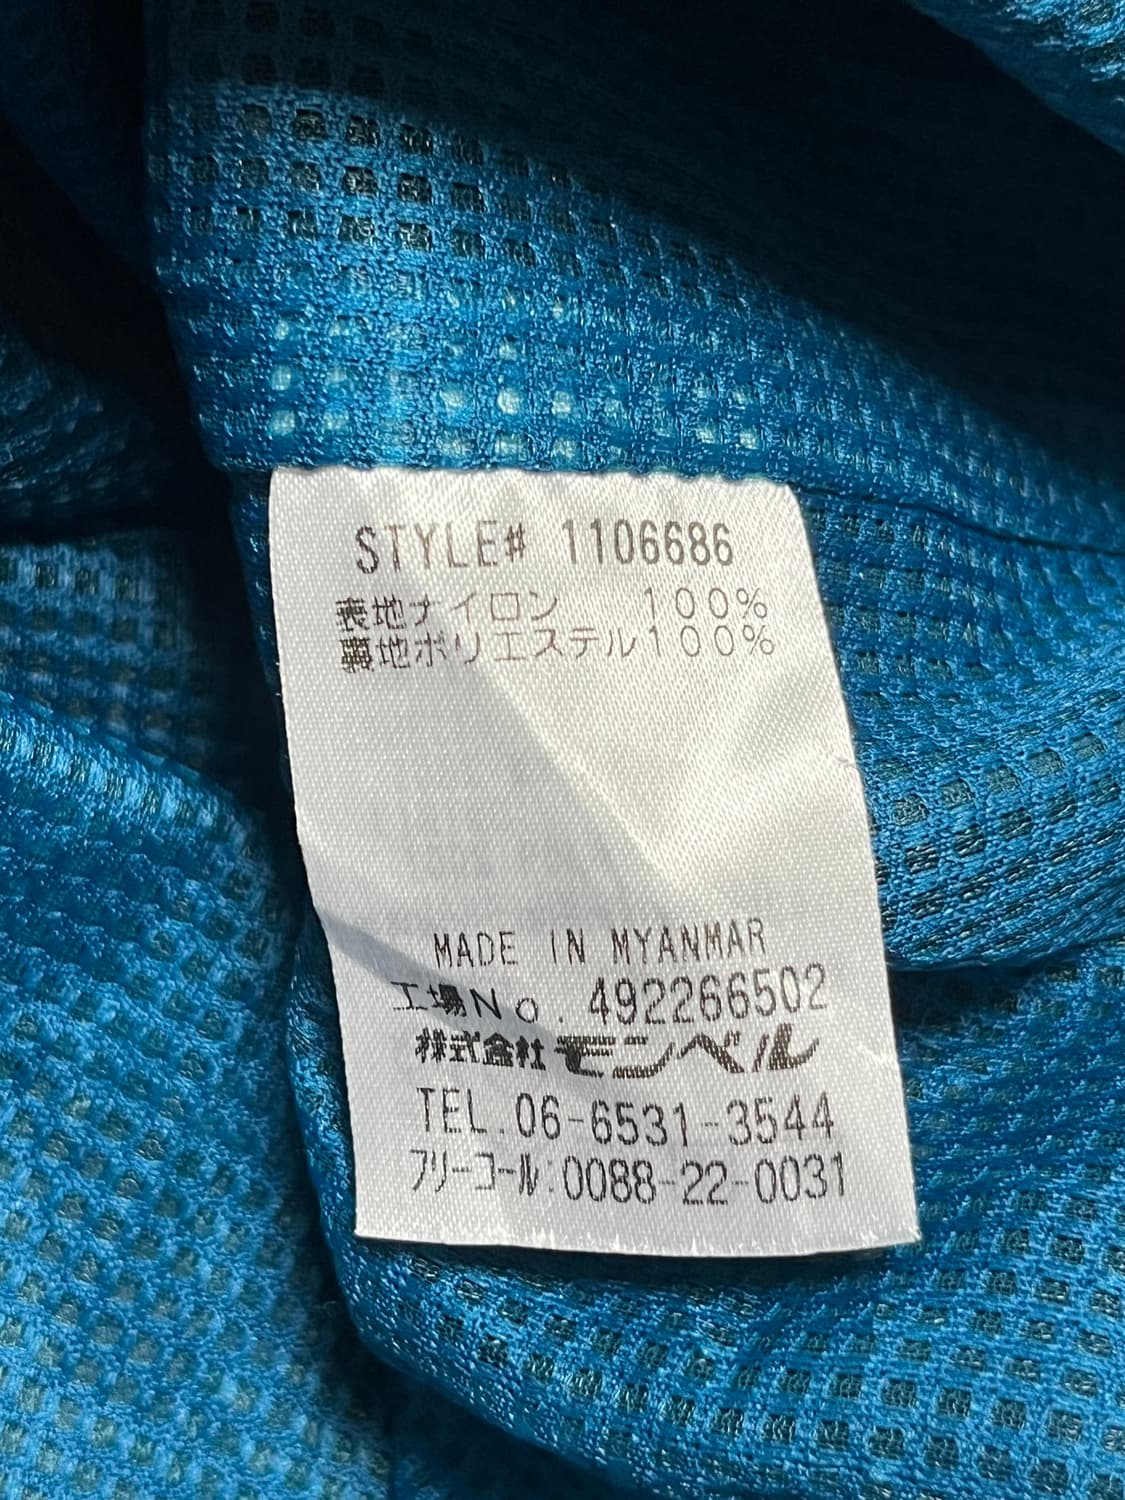 STYLE# 1106686
表地ナイロン　　100%
裏地ポリエステル100%
MADE IN MYANMAR
工場No. 492266502
株式会社モンベル
TEL.06-6531-3544
フリーコール:0088-22-0031